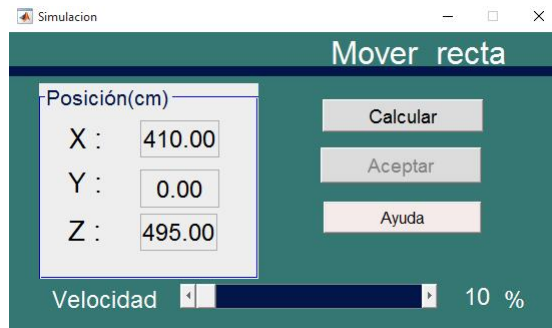 Simulacion
Mover recta
Posición(cm)
X : 410.00
Y : 0.00
Z : 495.00
Calcular
Aceptar
Ayuda
Velocidad 10 %